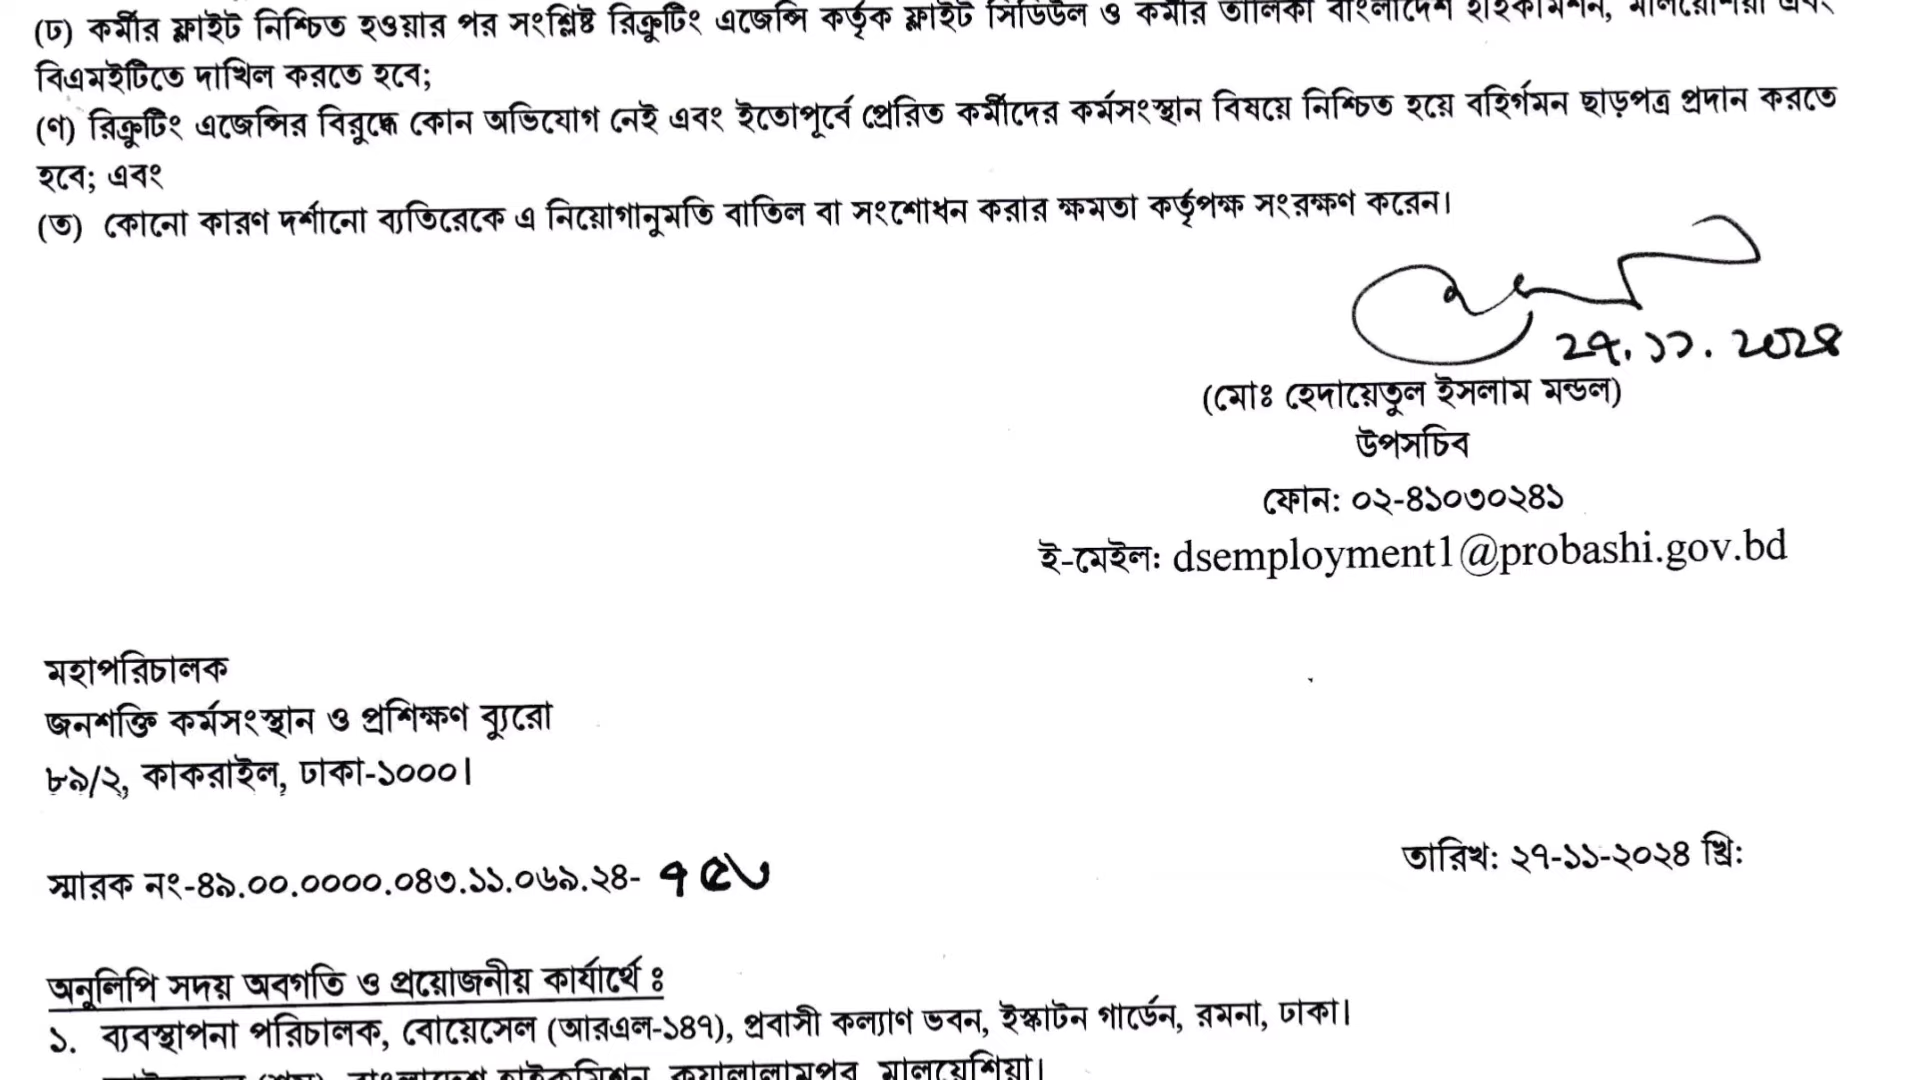 (ঢ) কর্মীর ফ্লাইট নিশ্চিত হওয়ার পর সংশ্লিষ্ট রিক্রুটিং এজেন্সি কর্তৃক ফ্লাইট সিডিউল ও কর্মীর তালিকা বাংলাদেশ হাইকমিশন, মালয়েশিয়া এবং
বিএমইটিতে দাখিল করতে হবে;
(ণ) রিক্রুটিং এজেন্সির বিরুদ্ধে কোন অভিযোগ নেই এবং ইতোপূর্বে প্রেরিত কর্মীদের কর্মসংস্থান বিষয়ে নিশ্চিত হয়ে বহির্গমন ছাড়পত্র প্রদান করতে
হবে; এবং
(ত) কোনো কারণ দর্শানো ব্যতিরেকে এ নিয়োগানুমতি বাতিল বা সংশোধন করার ক্ষমতা কর্তৃপক্ষ সংরক্ষণ করেন।
২৭.১১.২০২৪
(মোঃ হেদায়েতুল ইসলাম মন্ডল)
উপসচিব
ফোন: ০২-৪১০৩০২৪১
ই-মেইল: dsemployment1@probashi.gov.bd
মহাপরিচালক
জনশক্তি কর্মসংস্থান ও প্রশিক্ষণ ব্যুরো
৮৯/২, কাকরাইল, ঢাকা-১০০০।
স্মারক নং-৪৯.০০.০০০০.০৪৩.১১.০৬৯.২৪- ৭৫৮
তারিখ: ২৭-১১-২০২৪ খ্রি:
অনুলিপি সদয় অবগতি ও প্রয়োজনীয় কার্যার্থে ঃ
১. ব্যবস্থাপনা পরিচালক, বোয়েসেল (আরএল-১৪৭), প্রবাসী কল্যাণ ভবন, ইস্কাটন গার্ডেন, রমনা, ঢাকা।
বাংলাদেশ হাইকমিশন, কুয়ালালামপুর, মালয়েশিয়া।